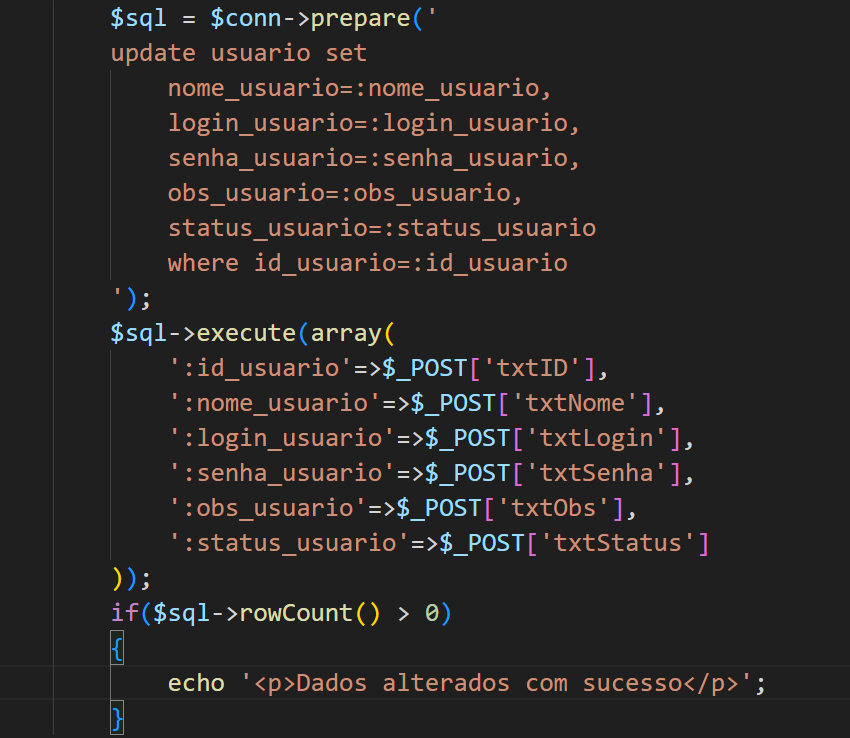 $sql = $conn->prepare('
update usuario set
nome_usuario=:nome_usuario,
login_usuario=:login_usuario,
senha_usuario=:senha_usuario,
obs_usuario=:obs_usuario,
status_usuario=:status_usuario
where id_usuario=:id_usuario
');
$sql->execute(array(
':id_usuario'=>$_POST['txtID'],
':nome_usuario'=>$_POST['txtNome'],
':login_usuario'=>$_POST['txtLogin'],
':senha_usuario'=>$_POST['txtSenha'],
':obs_usuario'=>$_POST['txtObs'],
':status_usuario'=>$_POST['txtStatus']
));
if($sql->rowCount() > 0)
{
echo '<p>Dados alterados com sucesso</p>';
}